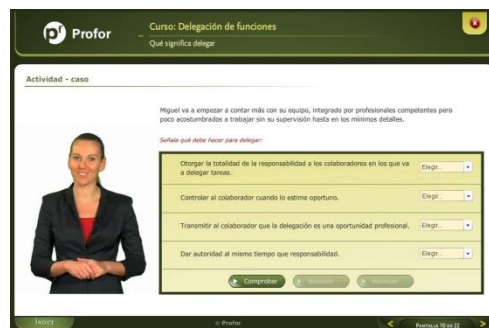 Profor
Curso: Delegación de funciones
Qué significa delegar
Actividad - caso
Miguel va a empezar a contar más con su equipo, integrado por profesionales competentes pero
poco acostumbrados a trabajar sin su supervisión hasta en los mínimos detalles.
Señala qué debe hacer para delegar:
Otorgar la totalidad de la responsabilidad a los colaboradores en los que va
a delegar tareas.
Elegir...
Controlar al colaborador cuando lo estime oportuno.
Elegir...
Transmitir al colaborador que la delegación es una oportunidad profesional.
Elegir...
Dar autoridad al mismo tiempo que responsabilidad.
Elegir...
Comprobar
ÍNDICE
© Profor
PANTALLA 10 DE 22